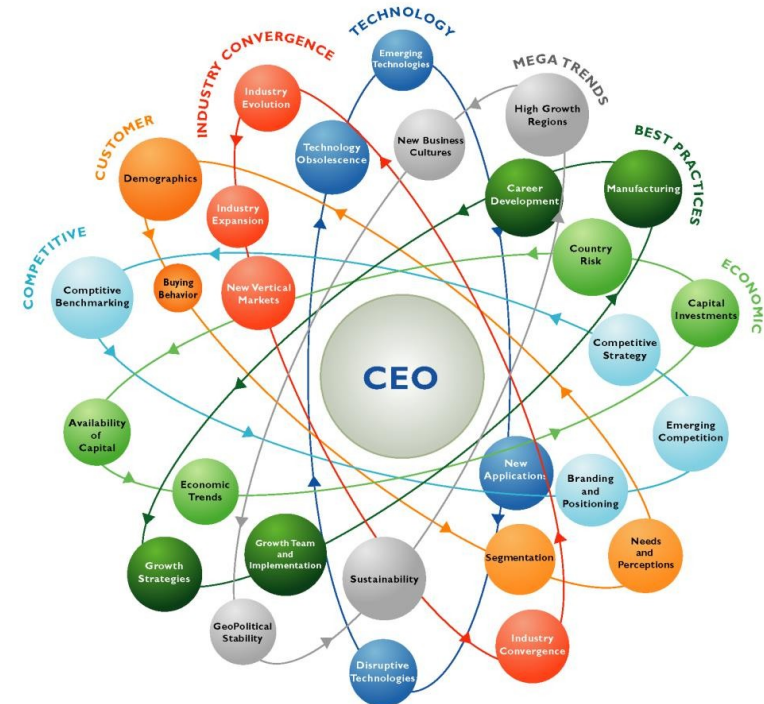 TECHNOLOGY
INDUSTRY CONVERGENCE
MEGA TRENDS
CUSTOMER
BEST PRACTICES
COMPETITIVE
ECONOMIC
Emerging
Technologies
Industry
Evolution
High Growth
Regions
Technology
Obsolescence
New Business
Cultures
Demographics
Career
Development
Manufacturing
Industry
Expansion
Country
Risk
Buying
Behavior
New Vertical
Markets
Comptitive
Benchmarking
Capital
Investments
Competitive
Strategy
CEO
Availability
of
Capital
Emerging
Competition
Economic
Trends
New
Applications
Branding
and
Positioning
Growth
Strategies
Growth Team
and
Implementation
Sustainability
Segmentation
Needs
and
Perceptions
GeoPolitical
Stability
Industry
Convergence
Disruptive
Technologies